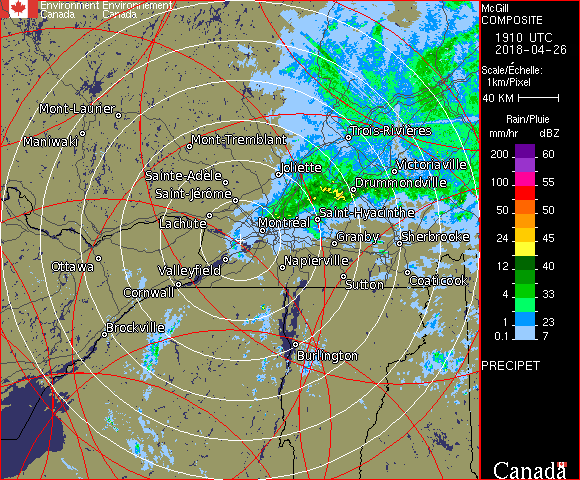 Environment Environnement
Canada Canada
McGill
COMPOSITE
1910 UTC
2018-04-26
Scale/Échelle:
1km/Pixel
40 KM
Rain/Pluie
mm/hr dBZ
200 60
100 55
50 50
24 45
12 40
4 33
1 23
0.1 7
PRECIPET
Canada
Mont-Laurier
Maniwaki
Mont-Tremblant
Trois-Rivières
Joliette
Victoriaville
Sainte-Adèle
Drummondville
Saint-Jérôme
Saint-Hyacinthe
Lachute
Montréal
Granby
Sherbrooke
Ottawa
Valleyfield
Napierville
Cornwall
Sutton
Coaticook
Brockville
Burlington